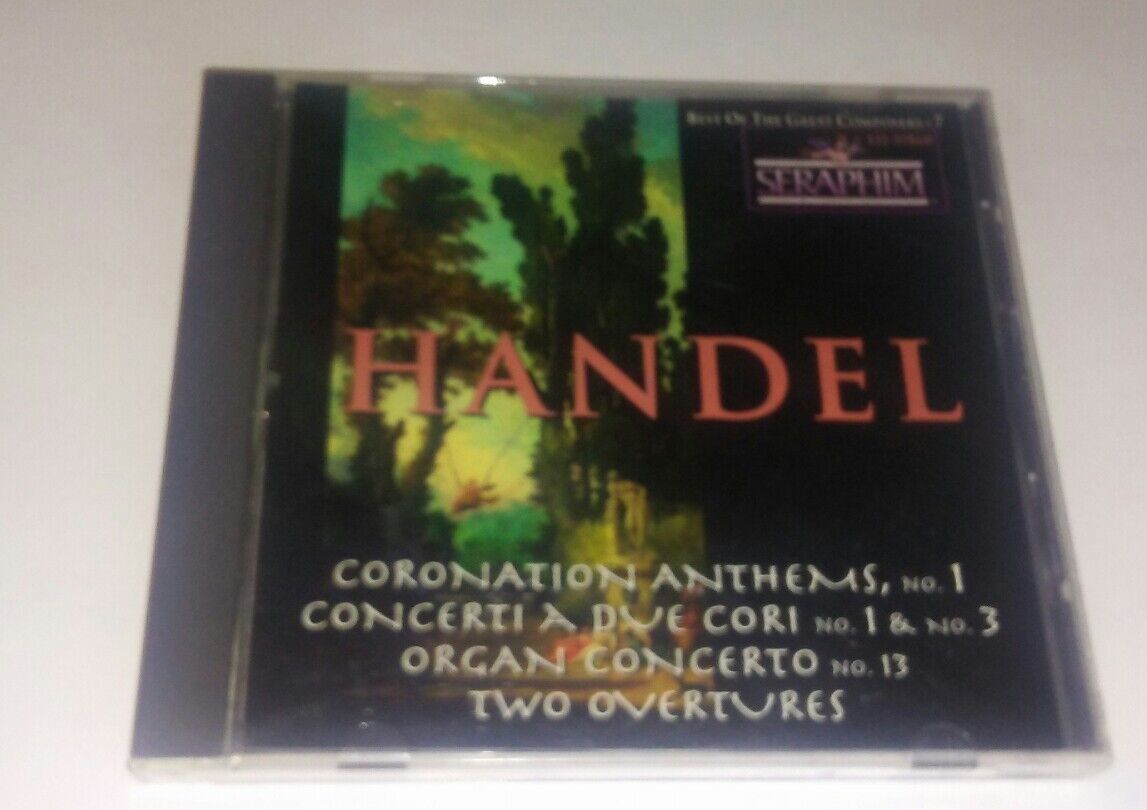 BEST OF THE GREAT COMPOSERS • 7
SERAPHIM
HANDEL
CORONATION ANTHEMS, NO. 1
CONCERTI A DUE CORI NO. 1 & NO. 3
ORGAN CONCERTO NO. 13
TWO OVERTURES